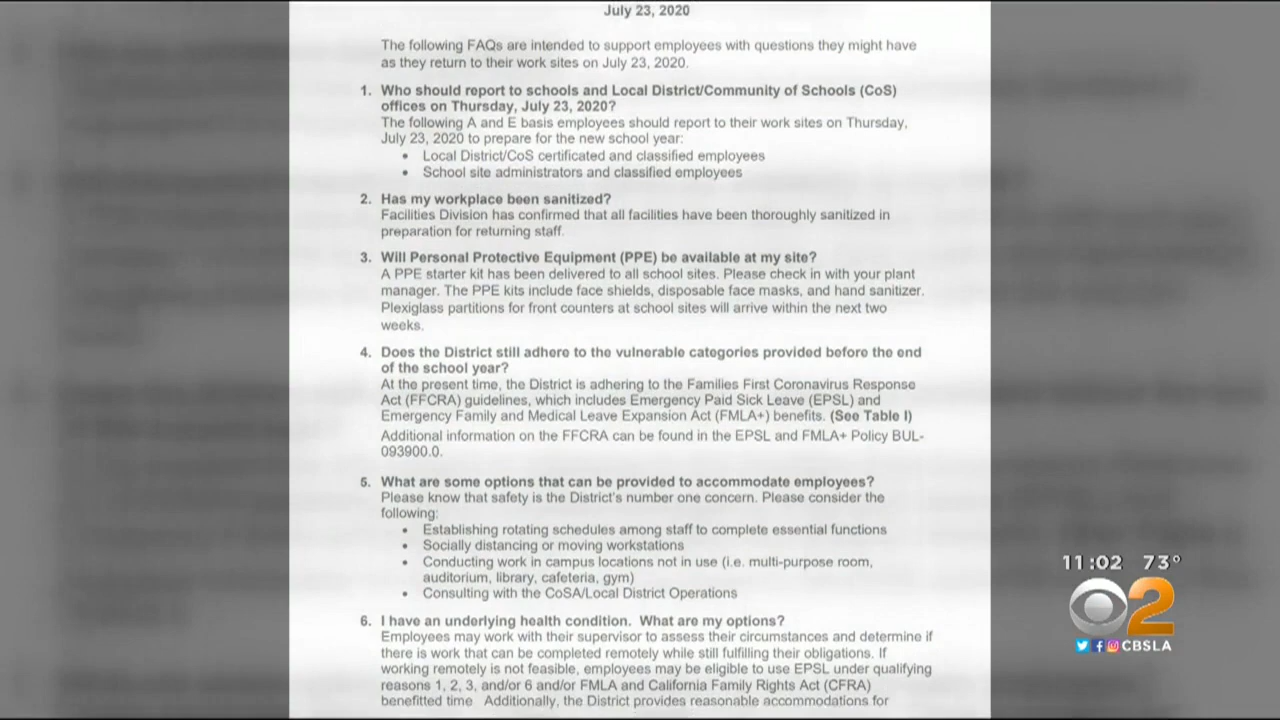 July 23, 2020
The following FAQs are intended to support employees with questions they might have
as they return to their work sites on July 23, 2020.
1. Who should report to schools and Local District/Community of Schools (CoS)
offices on Thursday, July 23, 2020?
The following A and E basis employees should report to their work sites on Thursday,
July 23, 2020 to prepare for the new school year:
• Local District/CoS certificated and classified employees
• School site administrators and classified employees
2. Has my workplace been sanitized?
Facilities Division has confirmed that all facilities have been thoroughly sanitized in
preparation for returning staff.
3. Will Personal Protective Equipment (PPE) be available at my site?
A PPE starter kit has been delivered to all school sites. Please check in with your plant
manager. The PPE kits include face shields, disposable face masks, and hand sanitizer.
Plexiglass partitions for front counters at school sites will arrive within the next two
weeks.
4. Does the District still adhere to the vulnerable categories provided before the end
of the school year?
At the present time, the District is adhering to the Families First Coronavirus Response
Act (FFCRA) guidelines, which includes Emergency Paid Sick Leave (EPSL) and
Emergency Family and Medical Leave Expansion Act (FMLA+) benefits. (See Table I)
Additional information on the FFCRA can be found in the EPSL and FMLA+ Policy BUL-
093900.0.
5. What are some options that can be provided to accommodate employees?
Please know that safety is the District's number one concern. Please consider the
following:
• Establishing rotating schedules among staff to complete essential functions
• Socially distancing or moving workstations
• Conducting work in campus locations not in use (i.e. multi-purpose room,
auditorium, library, cafeteria, gym)
• Consulting with the CoSA/Local District Operations
6. I have an underlying health condition. What are my options?
Employees may work with their supervisor to assess their circumstances and determine if
there is work that can be completed remotely while still fulfilling their obligations. If
working remotely is not feasible, employees may be eligible to use EPSL under qualifying
reasons 1, 2, 3, and/or 6 and/or FMLA and California Family Rights Act (CFRA)
benefitted time Additionally, the District provides reasonable accommodations for
11:02 73°
2
CBSLA